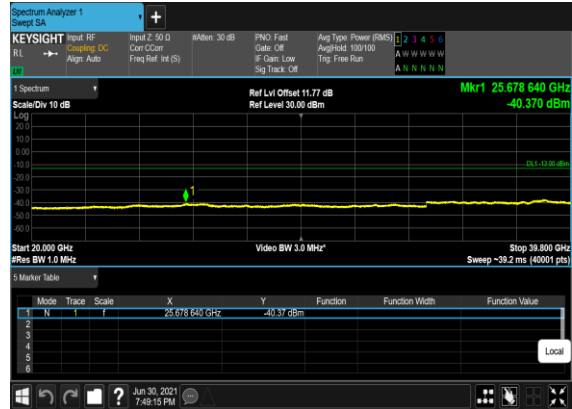 Spectrum Analyzer 1
Swept SA
+
KEYSIGHT Input: RF Input Z: 50 Ω #Atten: 30 dB PNO: Fast Avg Type: Power (RMS) 1 2 3 4 5 6
RL Coupling: DC Corr CCorr Gate: Off Avg|Hold: 100/100 A W W W W W
Align: Auto Freq Ref: Int (S) IF Gain: Low Trig: Free Run
Sig Track: Off A N N N N N
1 Spectrum Ref Lvl Offset 11.77 dB Mkr1 25.678 640 GHz
Scale/Div 10 dB Ref Level 30.00 dBm -40.370 dBm
Log
20.0
10.0
0.00
-10.0 DL1 -13.00 dBm
-20.0
-30.0 1
-40.0
-50.0
-60.0
Start 20.000 GHz Video BW 3.0 MHz* Stop 39.800 GHz
#Res BW 1.0 MHz Sweep ~39.2 ms (40001 pts)
5 Marker Table
Mode Trace Scale X Y Function Function Width Function Value
1 N 1 f 25.678 640 GHz -40.37 dBm
2
3
4
5
6
Local
? Jun 30, 2021
7:49:15 PM